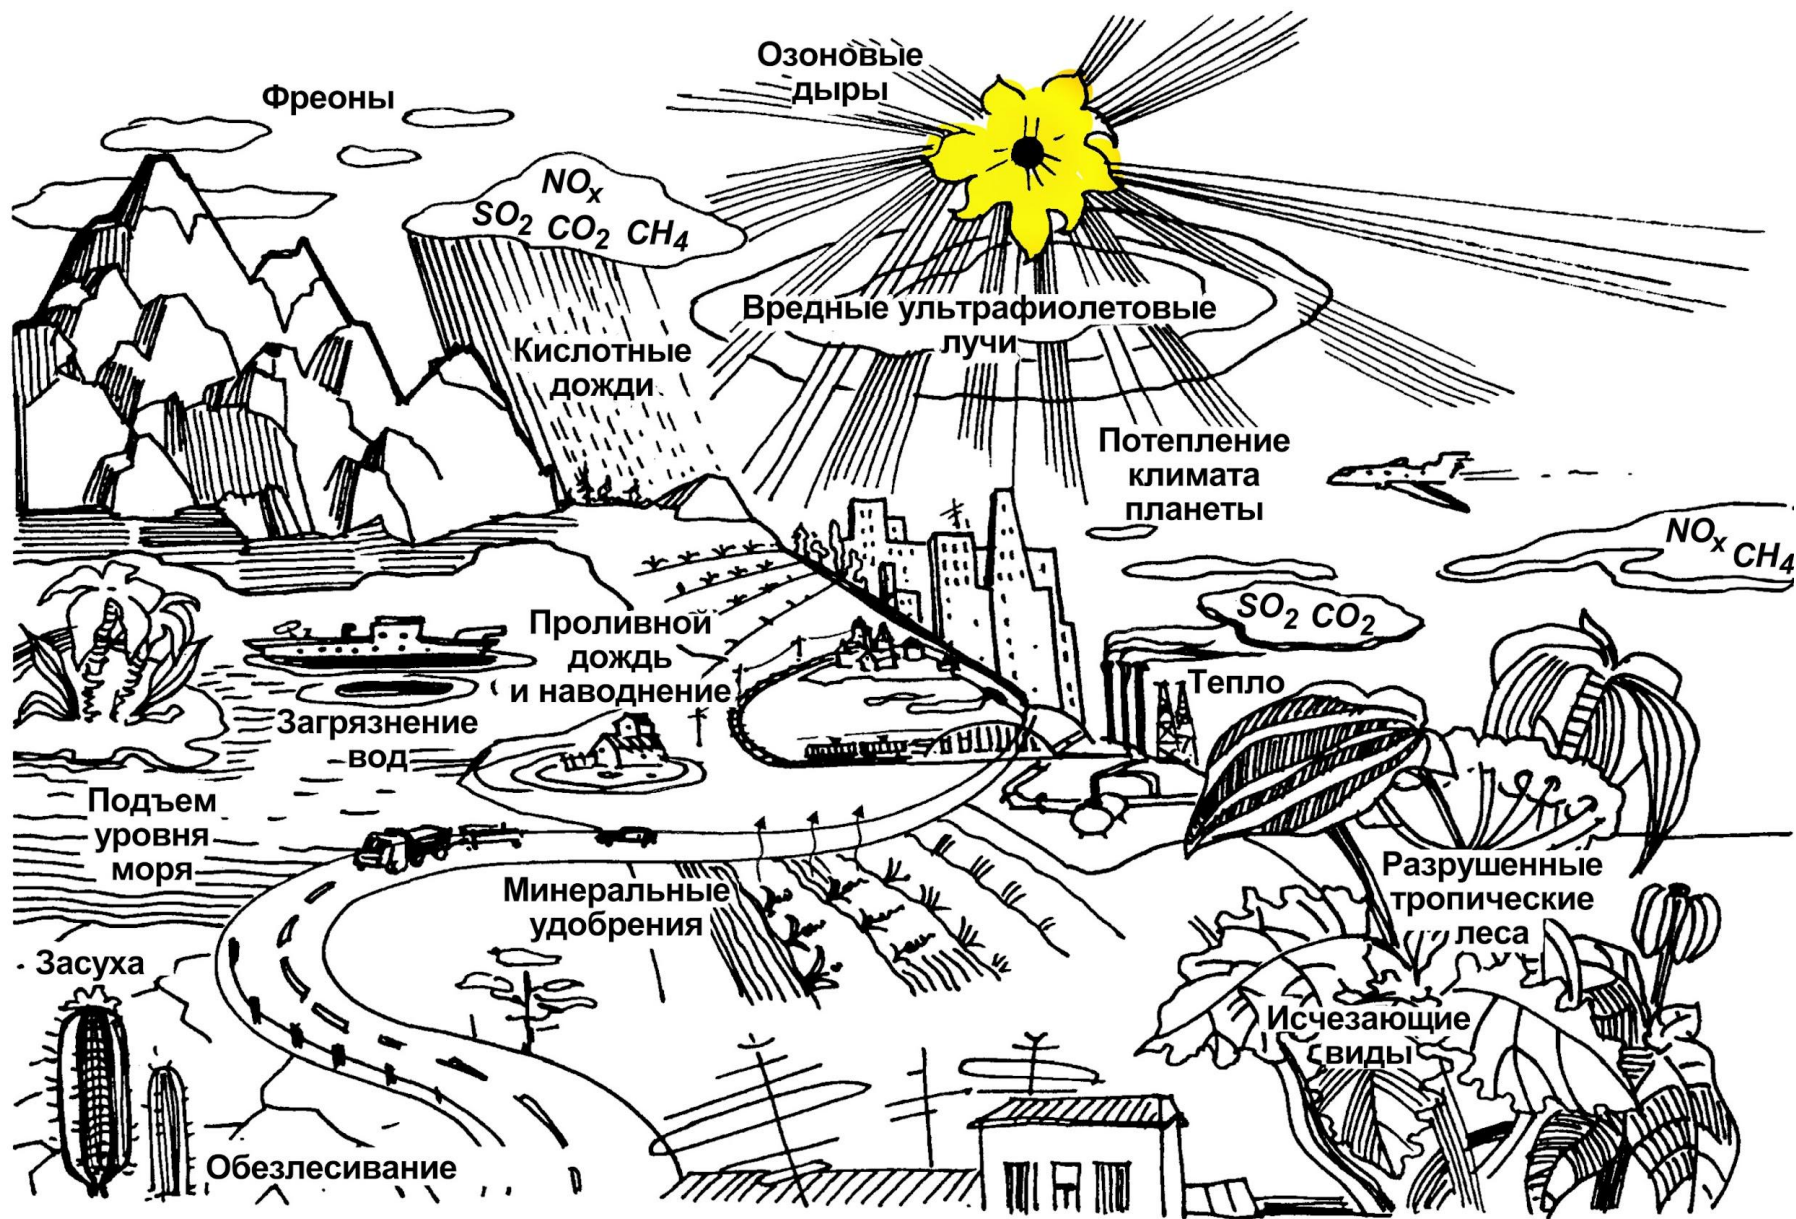 Озоновые
дыры
Фреоны
NOx
SO2 CO2 CH4
Вредные ультрафиолетовые
лучи
Кислотные
дожди
Потепление
климата
планеты
NOx CH4
SO2 CO2
Проливной
дождь
и наводнение
Тепло
Загрязнение
вод
Подъем
уровня
моря
Минеральные
удобрения
Разрушенные
тропические
леса
Засуха
Исчезающие
виды
Обезлесивание